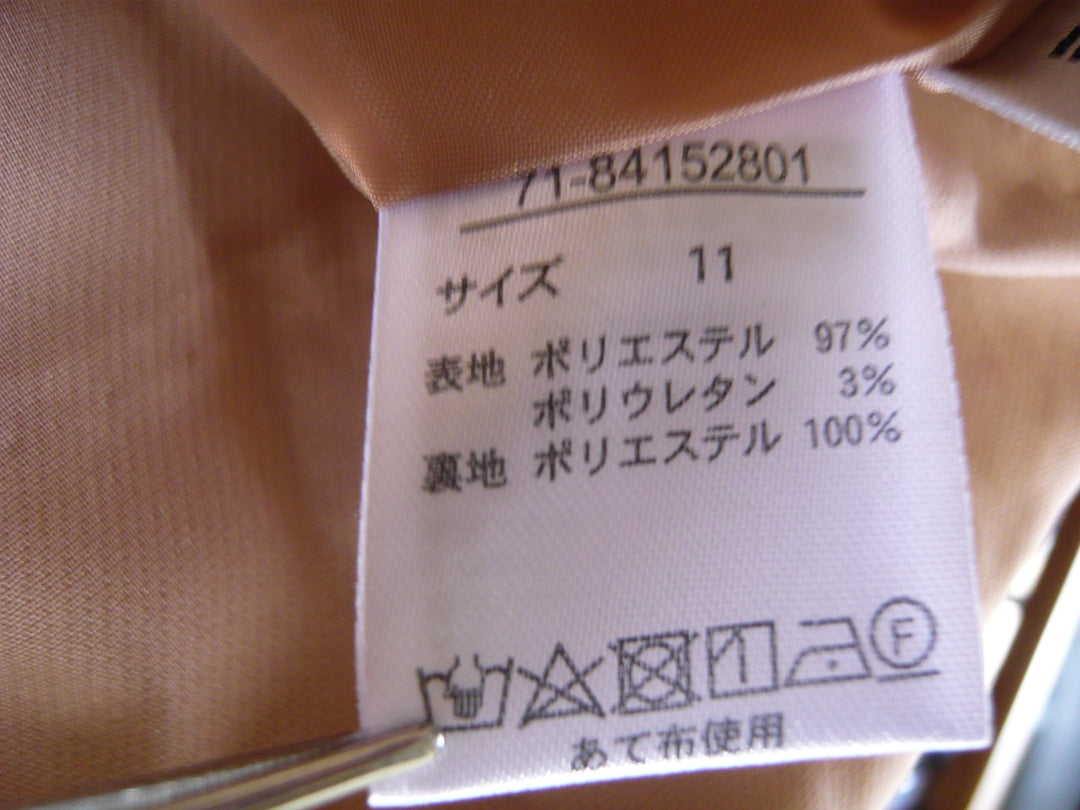 71-84152801
サイズ 11
表地 ポリエステル 97%
ポリウレタン 3%
裏地 ポリエステル 100%
F
あて布使用